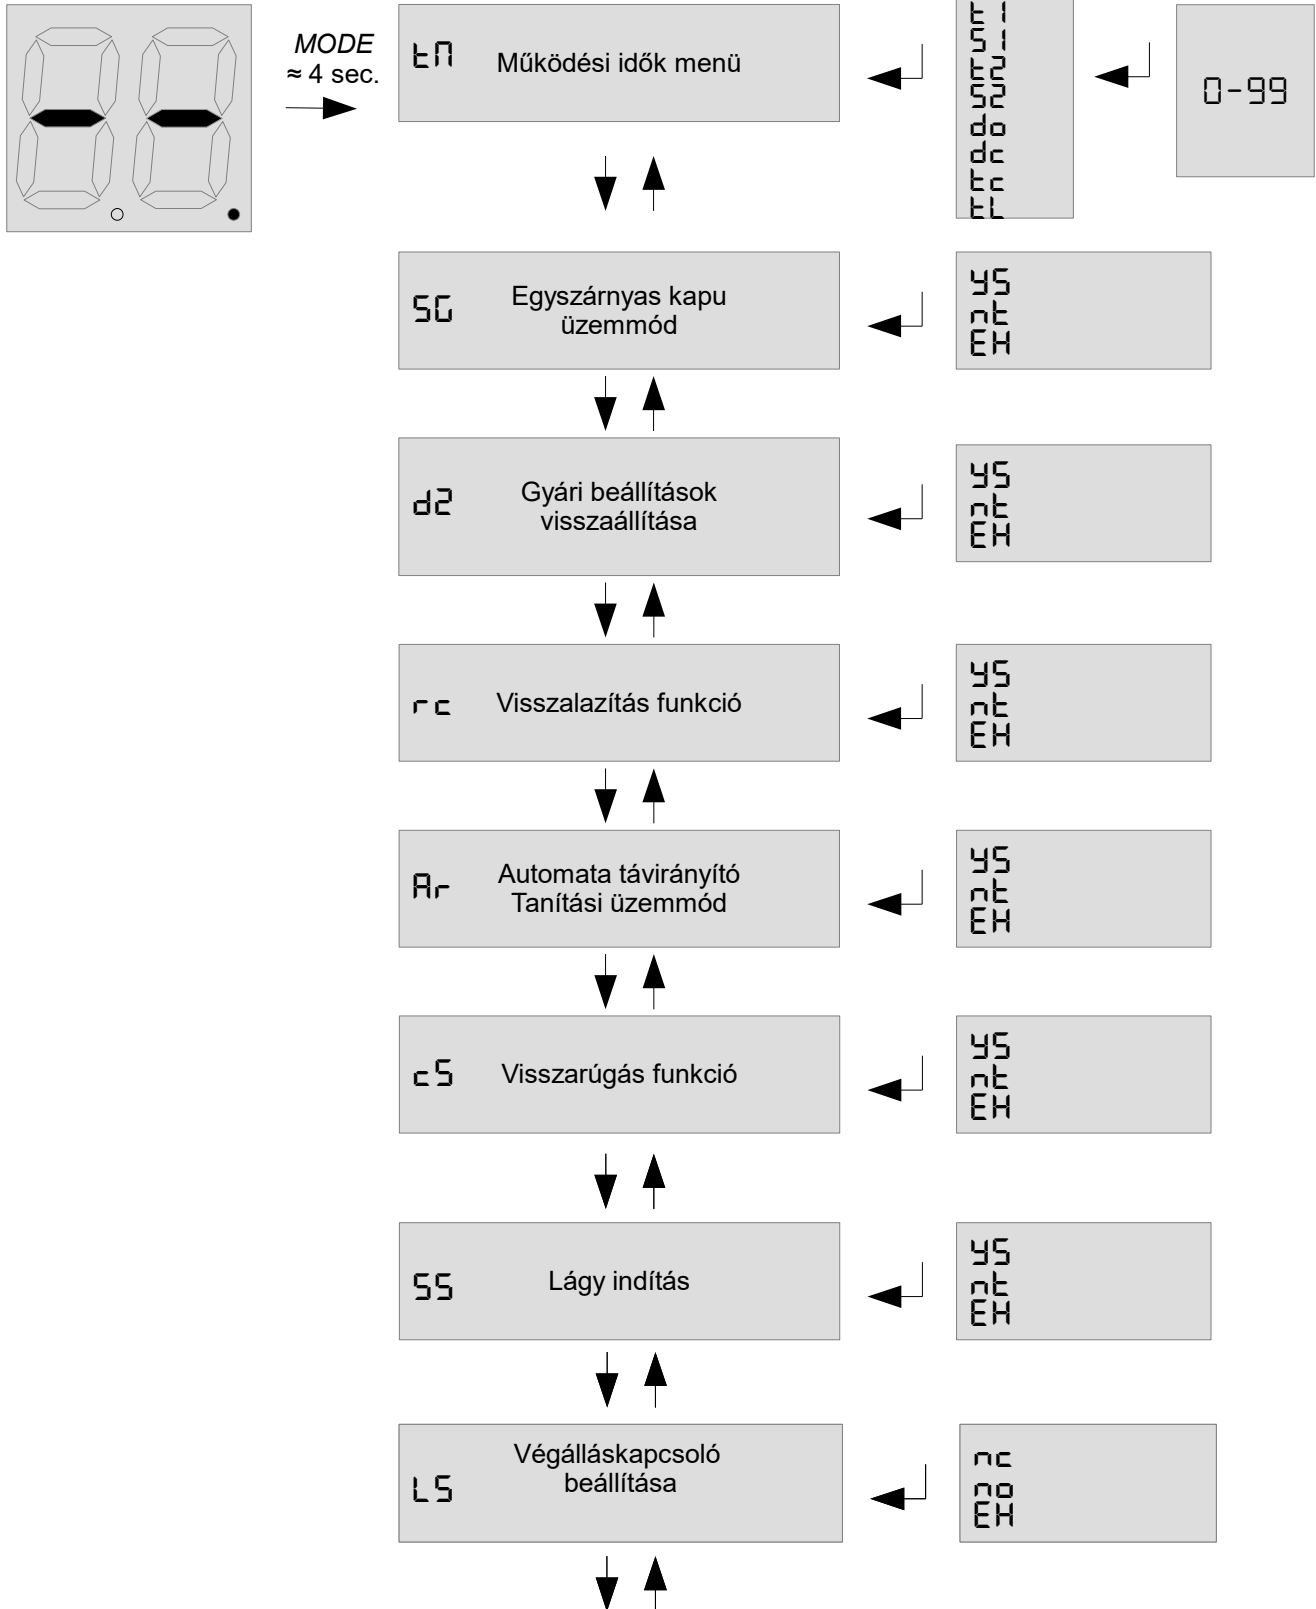 MODE
≈ 4 sec.
tM Működési idők menü
t1
S1
t2
S2
do
dc
tc
tL
0-99
SG Egyszárnyas kapu
üzemmód
YS
nt
EH
d2 Gyári beállítások
visszaállítása
YS
nt
EH
rc Visszalazítás funkció
YS
nt
EH
Ar Automata távirányító
Tanítási üzemmód
YS
nt
EH
cS Visszarúgás funkció
YS
nt
EH
SS Lágy indítás
YS
nt
EH
LS Végálláskapcsoló
beállítása
nc
no
EH